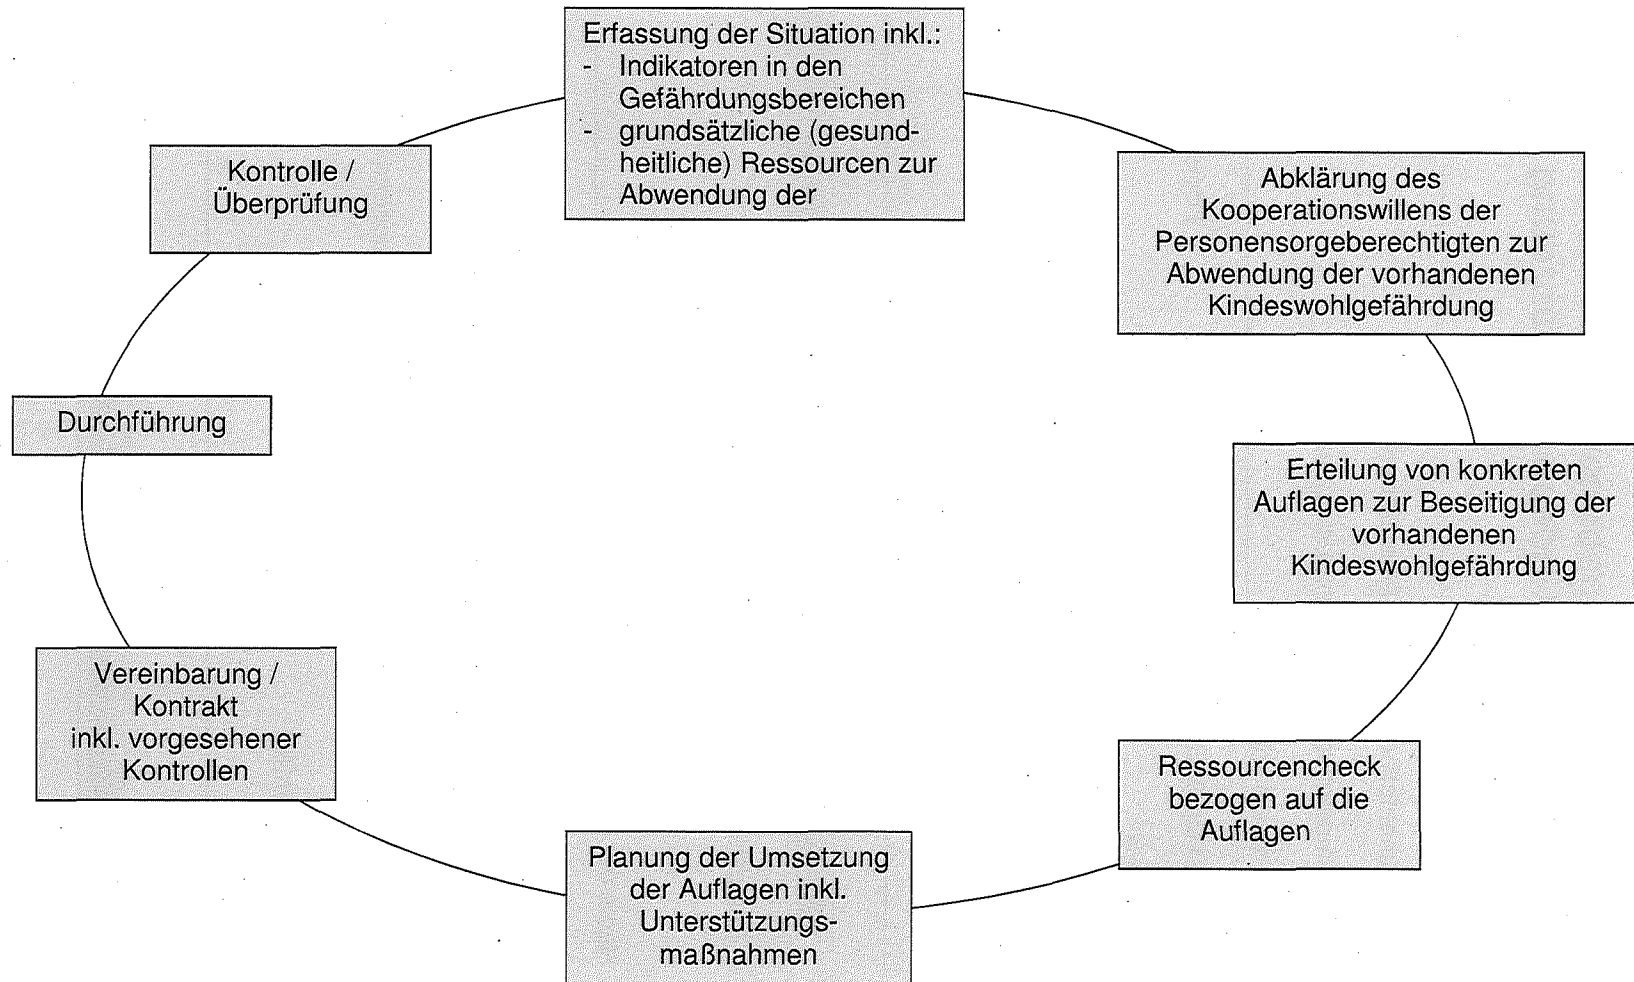 Erfassung der Situation inkl.:
- Indikatoren in den
Gefährdungsbereichen
- grundsätzliche (gesund-
heitliche) Ressourcen zur
Abwendung der
Abklärung des
Kooperationswillens der
Personensorgeberechtigten zur
Abwendung der vorhandenen
Kindeswohlgefährdung
Erteilung von konkreten
Auflagen zur Beseitigung der
vorhandenen
Kindeswohlgefährdung
Ressourcencheck
bezogen auf die
Auflagen
Planung der Umsetzung
der Auflagen inkl.
Unterstützungs-
maßnahmen
Vereinbarung /
Kontrakt
inkl. vorgesehener
Kontrollen
Durchführung
Kontrolle /
Überprüfung